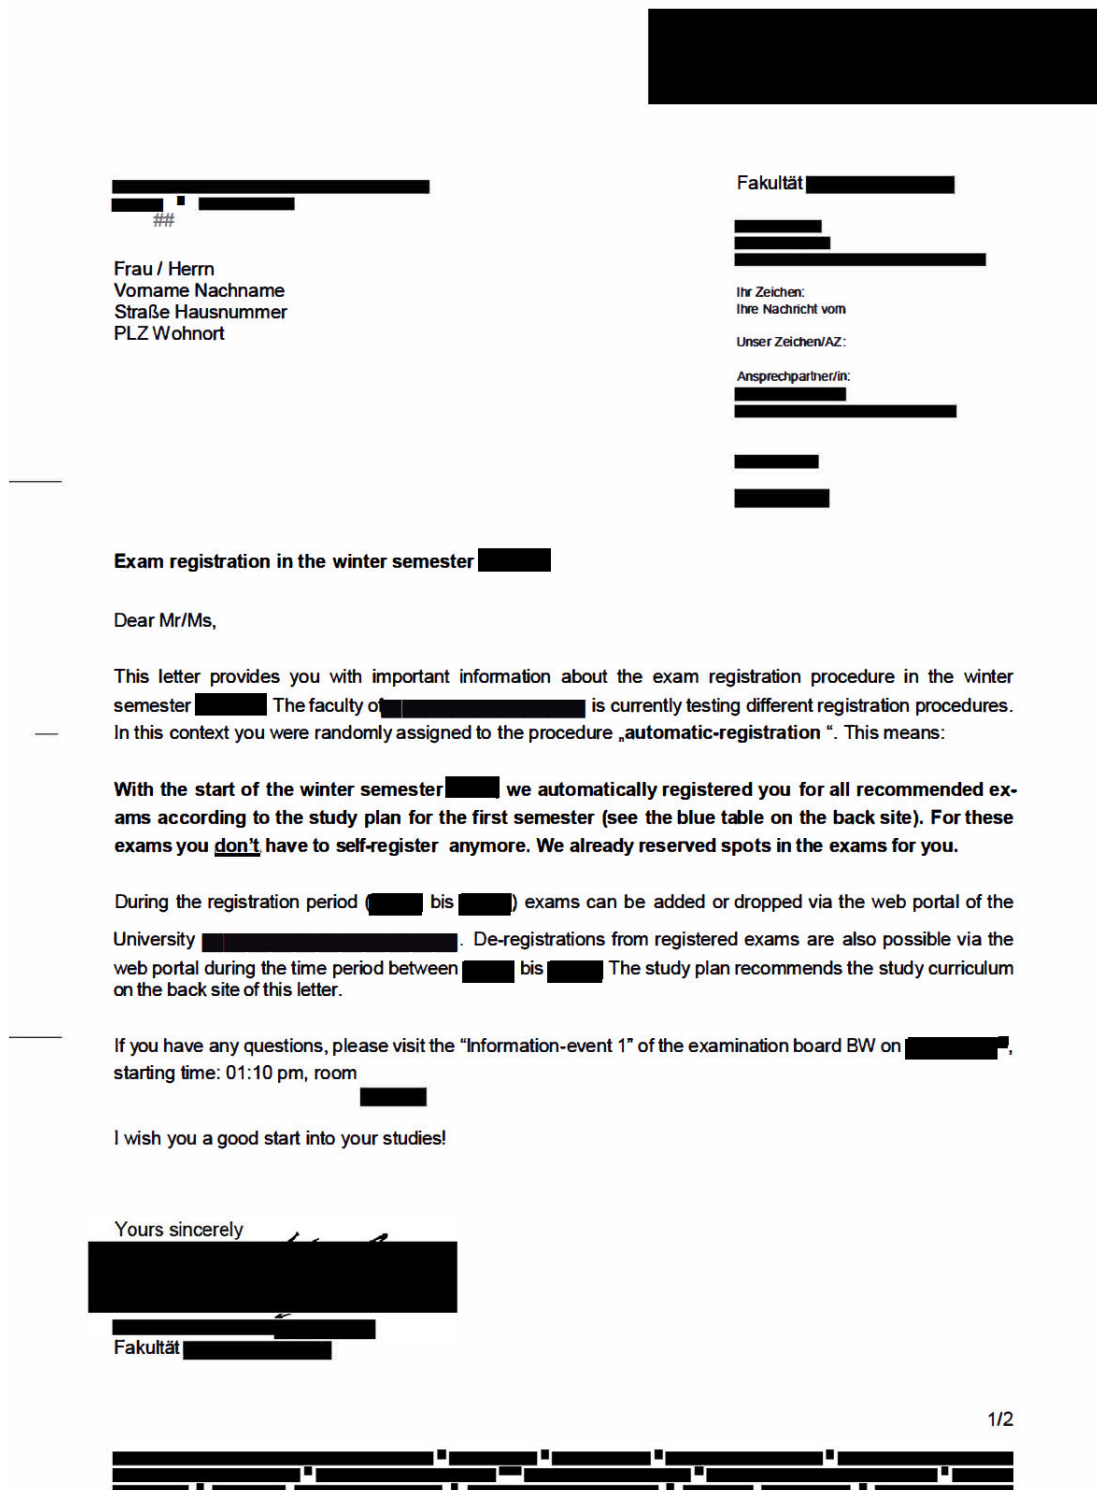 Fakultät
##
Frau / Herrn
Vorname Nachname
Straße Hausnummer
PLZ Wohnort
Ihr Zeichen:
Ihre Nachricht vom
Unser Zeichen/AZ:
Ansprechpartner/in:
Exam registration in the winter semester
Dear Mr/Ms,
This letter provides you with important information about the exam registration procedure in the winter
semester The faculty of is currently testing different registration procedures.
In this context you were randomly assigned to the procedure „automatic-registration “. This means:
With the start of the winter semester we automatically registered you for all recommended ex-
ams according to the study plan for the first semester (see the blue table on the back site). For these
exams you don't have to self-register anymore. We already reserved spots in the exams for you.
During the registration period ( bis ) exams can be added or dropped via the web portal of the
University . De-registrations from registered exams are also possible via the
web portal during the time period between bis The study plan recommends the study curriculum
on the back site of this letter.
If you have any questions, please visit the “Information-event 1” of the examination board BW on ,
starting time: 01:10 pm, room
I wish you a good start into your studies!
Yours sincerely
Fakultät
1/2